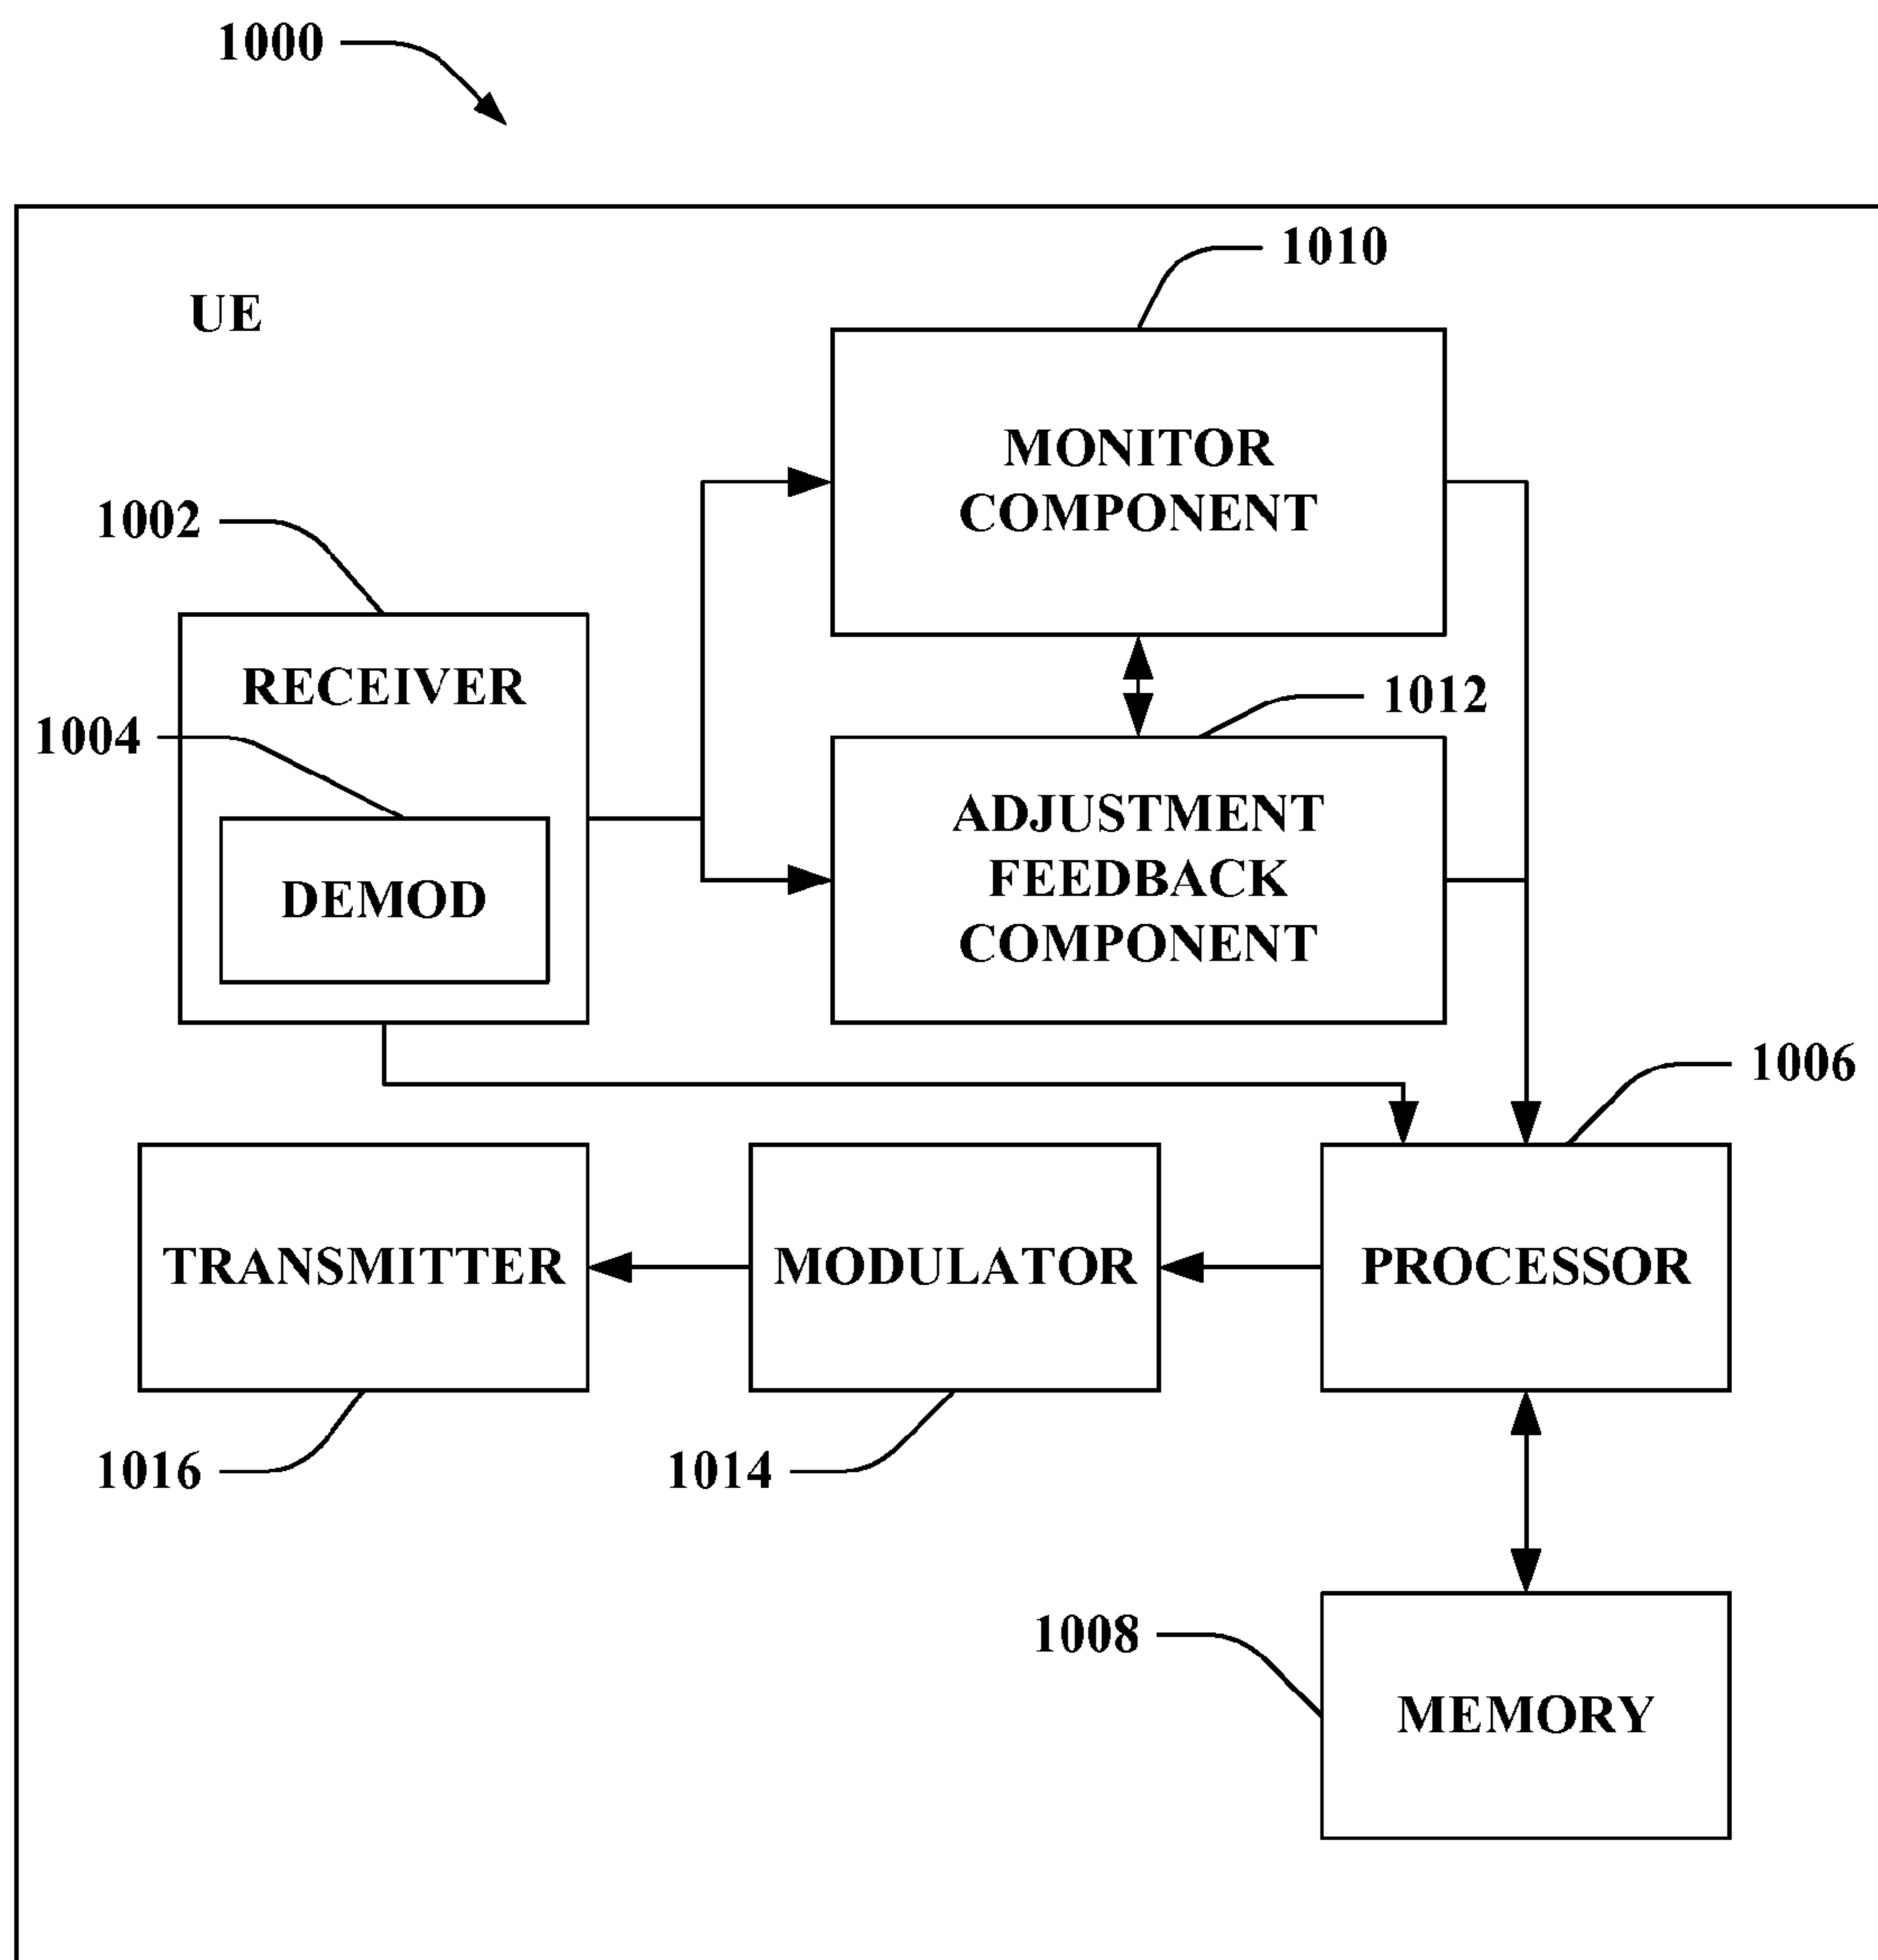 1000
UE
1010
MONITOR
COMPONENT
1002
RECEIVER
1004
DEMOD
1012
ADJUSTMENT
FEEDBACK
COMPONENT
1006
TRANSMITTER
MODULATOR
PROCESSOR
1016
1014
1008
MEMORY